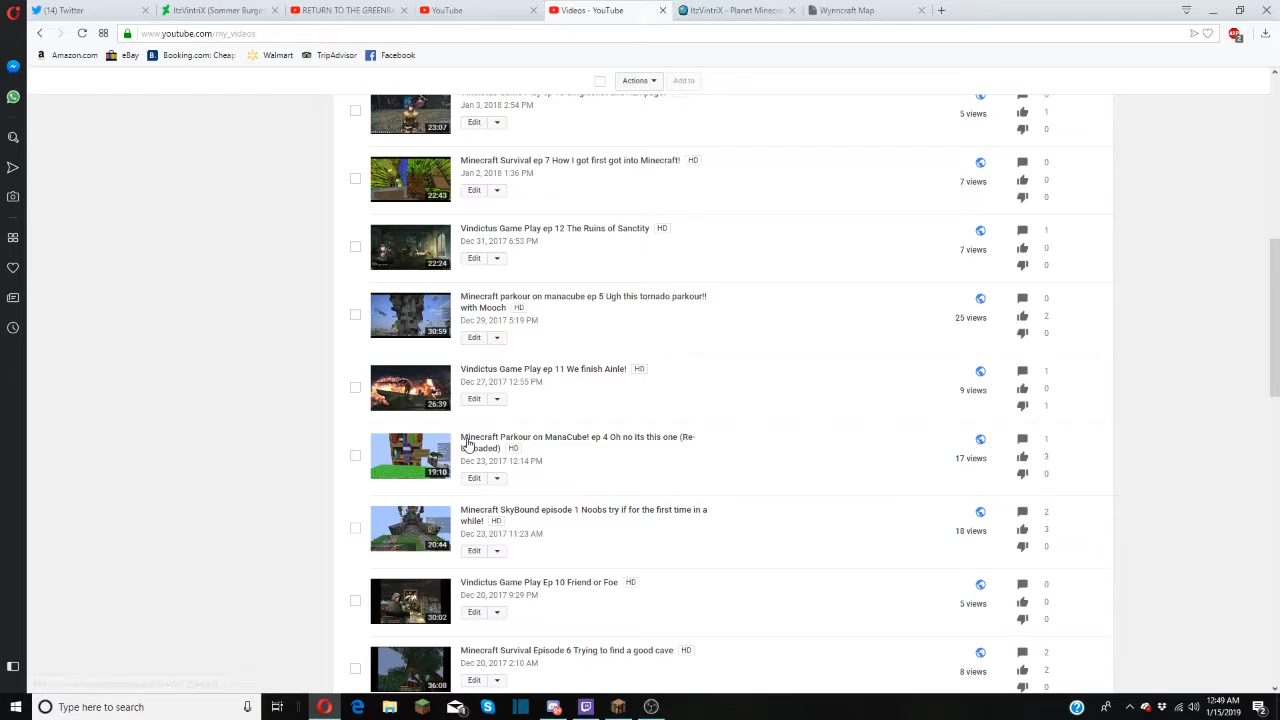 (14) Twitter
ItzVintriX (Sommer Surge
RETURN TO THE GREENBA
YouTube
Videos - YouTube
ItzVintriX - Planet Minecr
Wynncraft Map
www.youtube.com/my_videos
Amazon.com
eBay
Booking.com: Cheap
Walmart
TripAdvisor
Facebook
Actions
Add to
Jan 3, 2018 2:54 PM
Edit
23:07
5 views
1
0
Minecraft Survival ep 7 How I got first got into Minecraft! HD
Jan 2, 2018 1:36 PM
Edit
22:43
7 views
0
0
0
Vindictus Game Play ep 12 The Ruins of Sanctity HD
Dec 31, 2017 6:53 PM
Edit
22:24
7 views
1
0
0
Minecraft parkour on manacube ep 5 Ugh this tornado parkour!!
with Mooch HD
Dec 29, 2017 5:19 PM
Edit
30:59
25 views
0
2
0
Vindictus Game Play ep 11 We finish Ainle! HD
Dec 27, 2017 12:55 PM
Edit
26:39
9 views
1
0
1
Minecraft Parkour on ManaCube! ep 4 Oh no its this one (Re-
HD
Dec 23, 2017 12:14 PM
Edit
19:10
17 views
1
3
0
Minecraft SkyBound episode 1 Noobs try if for the first time in a
while! HD
Dec 23, 2017 11:23 AM
Edit
20:44
18 views
2
3
0
Vindictus Game Play Ep 10 Friend or Foe HD
Dec 20, 2017 9:29 PM
Edit
30:02
5 views
0
0
0
Minecraft Survival Episode 6 Trying to find a good cave HD
Dec 20, 2017 2:10 AM
Edit
36:08
8 views
2
2
0
Type here to search
12:49 AM
1/15/2019